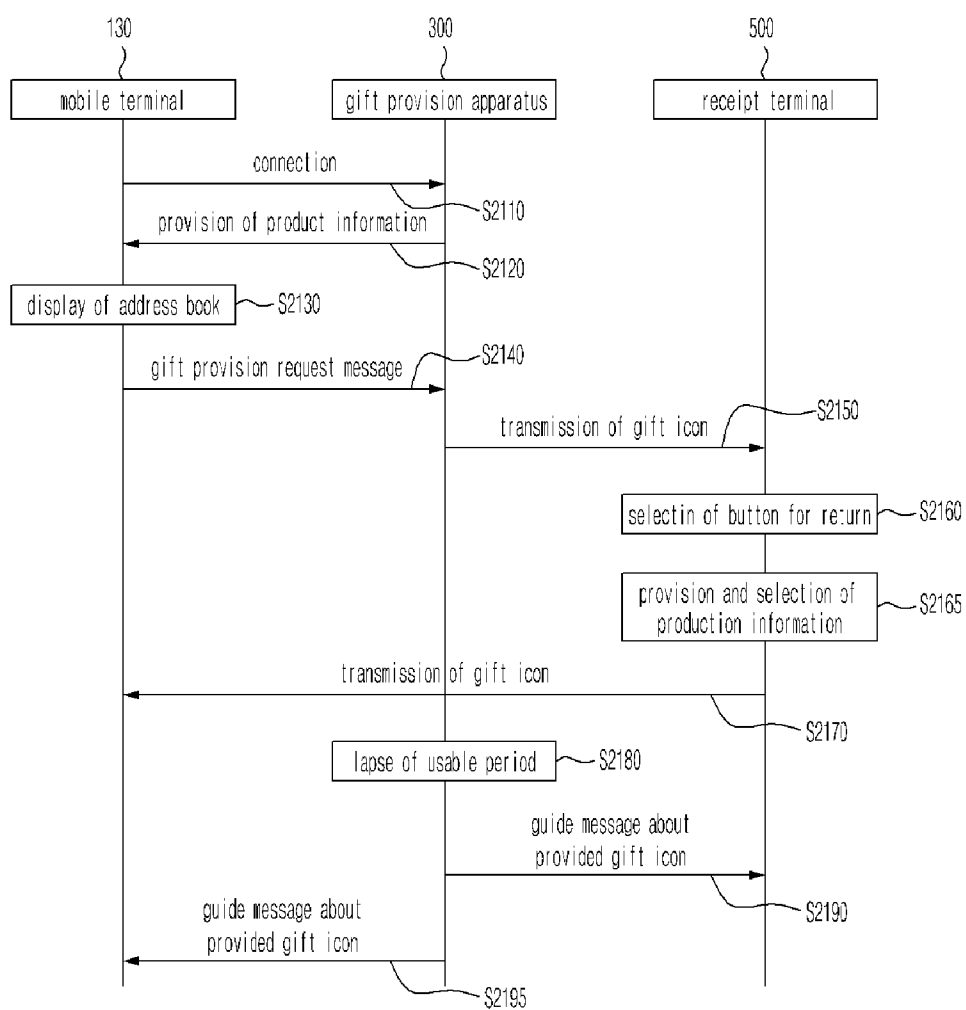 130
300
500
mobile terminal
gift provision apparatus
receipt terminal
connection
S2110
provision of product information
S2120
display of address book
S2130
S2140
gift provision request message
S2150
transmission of gift icon
selectin of button for return
S2160
provision and selection of
production information
S2165
transmission of gift icon
S2170
lapse of usable period
S2180
guide message about
provided gift icon
S2190
guide message about
provided gift icon
S2195